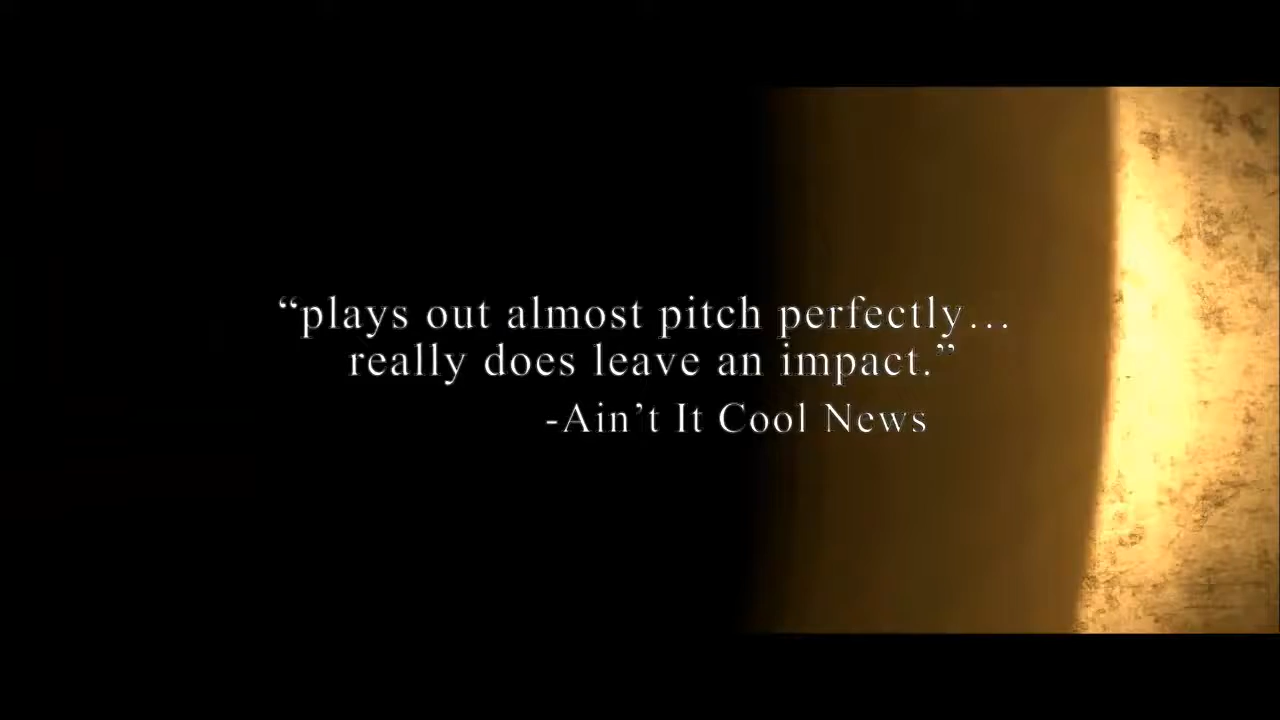 “plays out almost pitch perfectly…
really does leave an impact.”
-Ain’t It Cool News